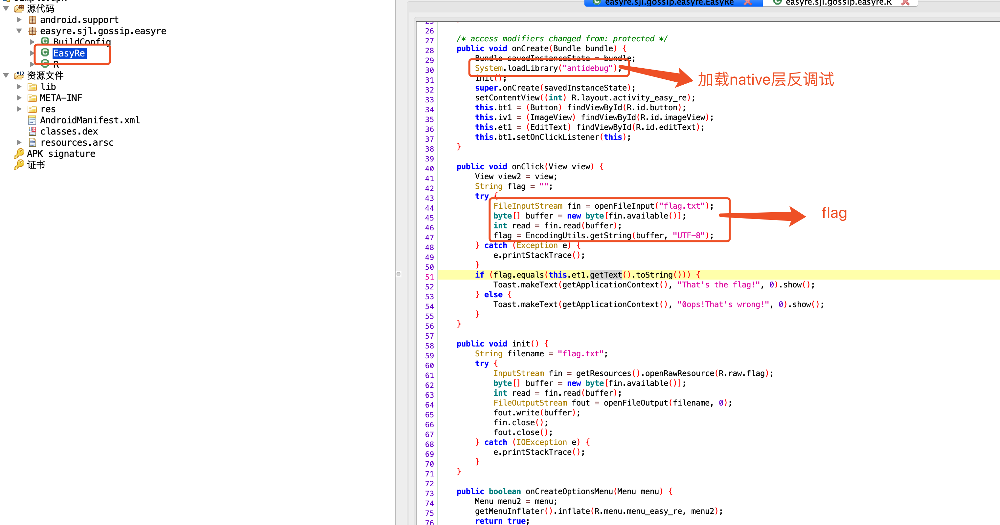 simple.apk
源代码
android.support
easyre.sjl.gossip.easyre
BuildConfig
EasyRe
R
资源文件
lib
META-INF
res
AndroidManifest.xml
classes.dex
resources.arsc
APK signature
证书
easyre.sjl.gossip.easyre.EasyRe
easyre.sjl.gossip.easyre.R
25
26
27 /* access modifiers changed from: protected */
28 public void onCreate(Bundle bundle) {
29 Bundle savedInstanceState = bundle;
30 System.loadLibrary("antidebug");
加载native层反调试
31 init();
32 super.onCreate(savedInstanceState);
33 setContentView((int) R.layout.activity_easy_re);
34 this.bt1 = (Button) findViewById(R.id.button);
35 this.iv1 = (ImageView) findViewById(R.id.imageView);
36 this.et1 = (EditText) findViewById(R.id.editText);
37 this.bt1.setOnClickListener(this);
38 }
39
40 public void onClick(View view) {
41 View view2 = view;
42 String flag = "";
43 try {
44 FileInputStream fin = openFileInput("flag.txt");
45 byte[] buffer = new byte[fin.available()];
flag
46 int read = fin.read(buffer);
47 flag = EncodingUtils.getString(buffer, "UTF-8");
48 } catch (Exception e) {
49 e.printStackTrace();
50 }
51 if (flag.equals(this.et1.getText().toString())) {
52 Toast.makeText(getApplicationContext(), "That's the flag!", 0).show();
53 } else {
54 Toast.makeText(getApplicationContext(), "0ops!That's wrong!", 0).show();
55 }
56 }
57
58 public void init() {
59 String filename = "flag.txt";
60 try {
61 InputStream fin = getResources().openRawResource(R.raw.flag);
62 byte[] buffer = new byte[fin.available()];
63 int read = fin.read(buffer);
64 FileOutputStream fout = openFileOutput(filename, 0);
65 fout.write(buffer);
66 fin.close();
67 fout.close();
68 } catch (IOException e) {
69 e.printStackTrace();
70 }
71 }
72
73 public boolean onCreateOptionsMenu(Menu menu) {
74 Menu menu2 = menu;
75 getMenuInflater().inflate(R.menu.menu_easy_re, menu2);
76 return true;